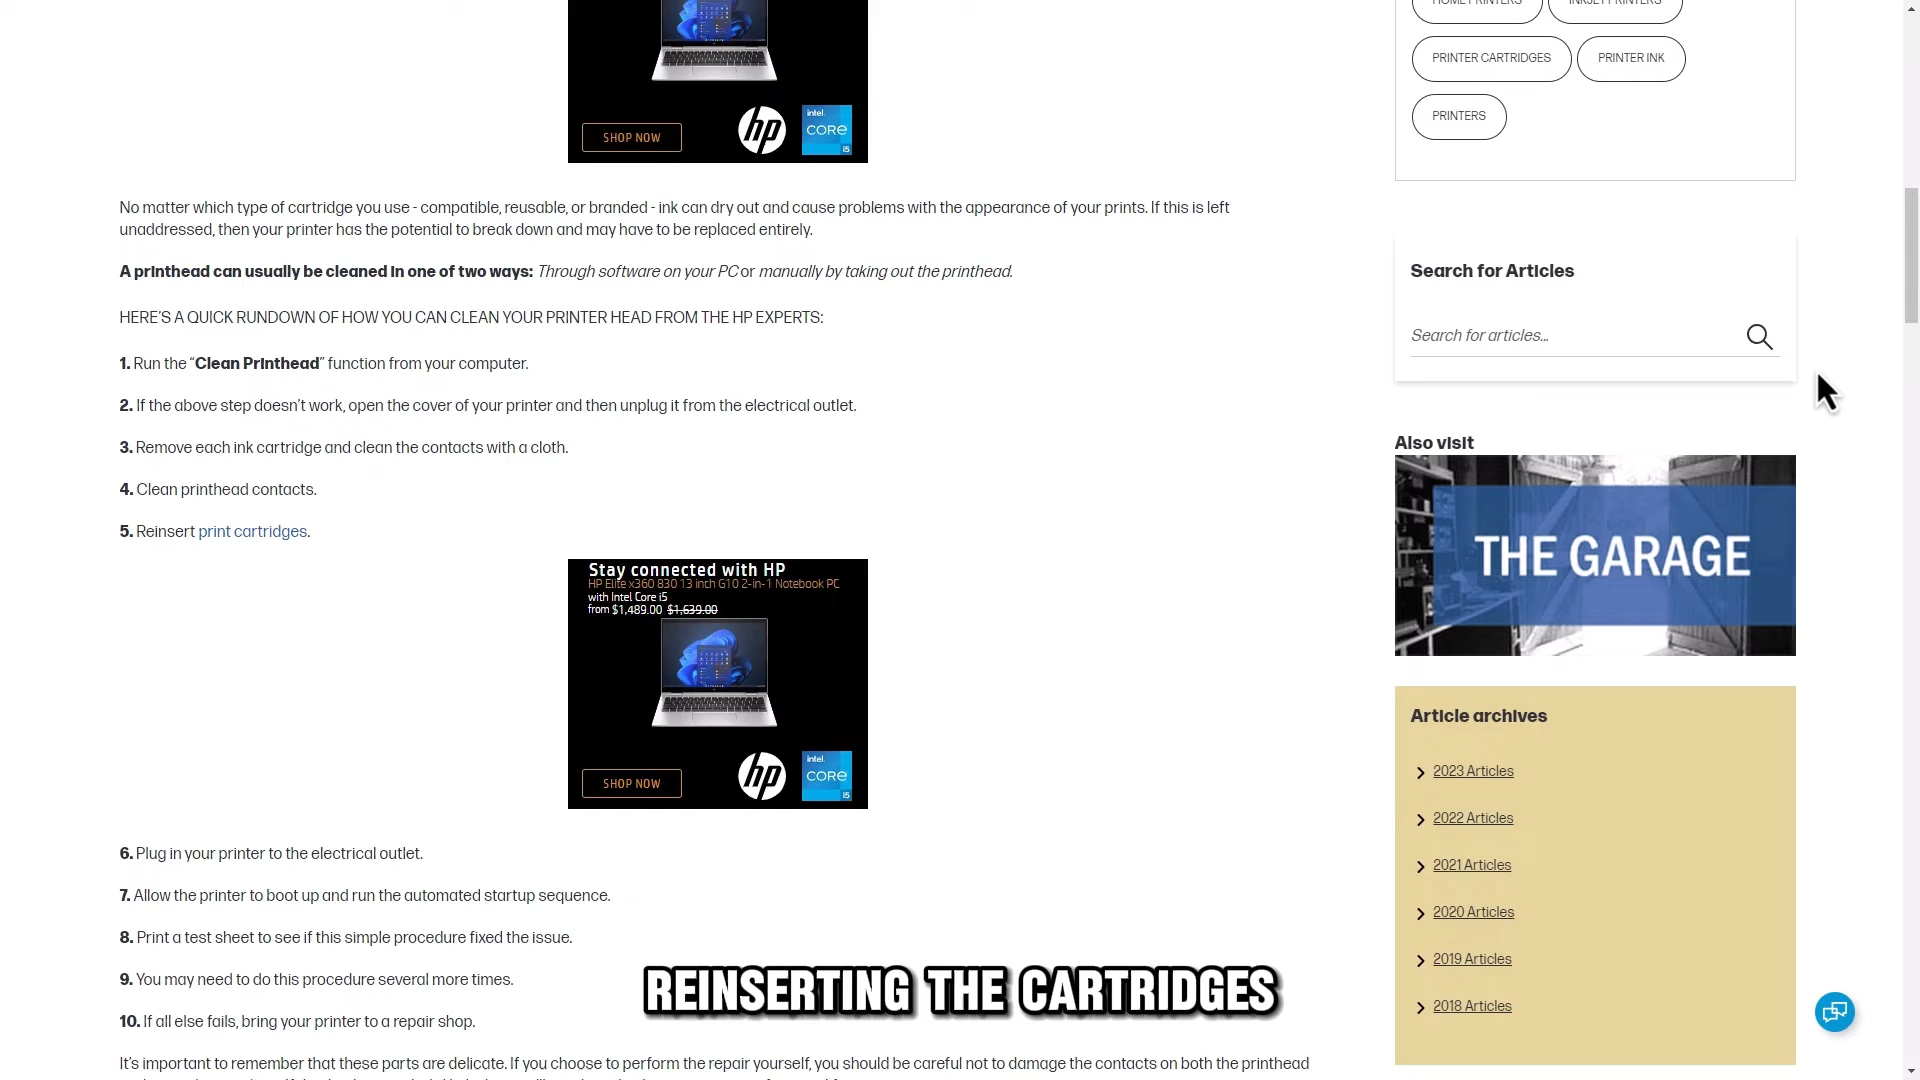 SHOP NOW
hp
intel.
CORE
i5
No matter which type of cartridge you use - compatible, reusable, or branded - ink can dry out and cause problems with the appearance of your prints. If this is left
unaddressed, then your printer has the potential to break down and may have to be replaced entirely.
A printhead can usually be cleaned in one of two ways: Through software on your PC or manually by taking out the printhead.
HERE'S A QUICK RUNDOWN OF HOW YOU CAN CLEAN YOUR PRINTER HEAD FROM THE HP EXPERTS:
1. Run the “Clean Printhead” function from your computer.
2. If the above step doesn't work, open the cover of your printer and then unplug it from the electrical outlet.
3. Remove each ink cartridge and clean the contacts with a cloth.
4. Clean printhead contacts.
5. Reinsert print cartridges.
Stay connected with HP
HP Elite x360 830 13 inch G10 2-in-1 Notebook PC
with Intel Core i5
from $1,489.00 $1,639.00
SHOP NOW
hp
intel.
CORE
i5
6. Plug in your printer to the electrical outlet.
7. Allow the printer to boot up and run the automated startup sequence.
8. Print a test sheet to see if this simple procedure fixed the issue.
9. You may need to do this procedure several more times.
10. If all else fails, bring your printer to a repair shop.
It's important to remember that these parts are delicate. If you choose to perform the repair yourself, you should be careful not to damage the contacts on both the printhead
REINSERTING THE CARTRIDGES
HOME PRINTERS
INKJET PRINTERS
PRINTER CARTRIDGES
PRINTER INK
PRINTERS
Search for Articles
Search for articles...
Also visit
THE GARAGE
Article archives
2023 Articles
2022 Articles
2021 Articles
2020 Articles
2019 Articles
2018 Articles